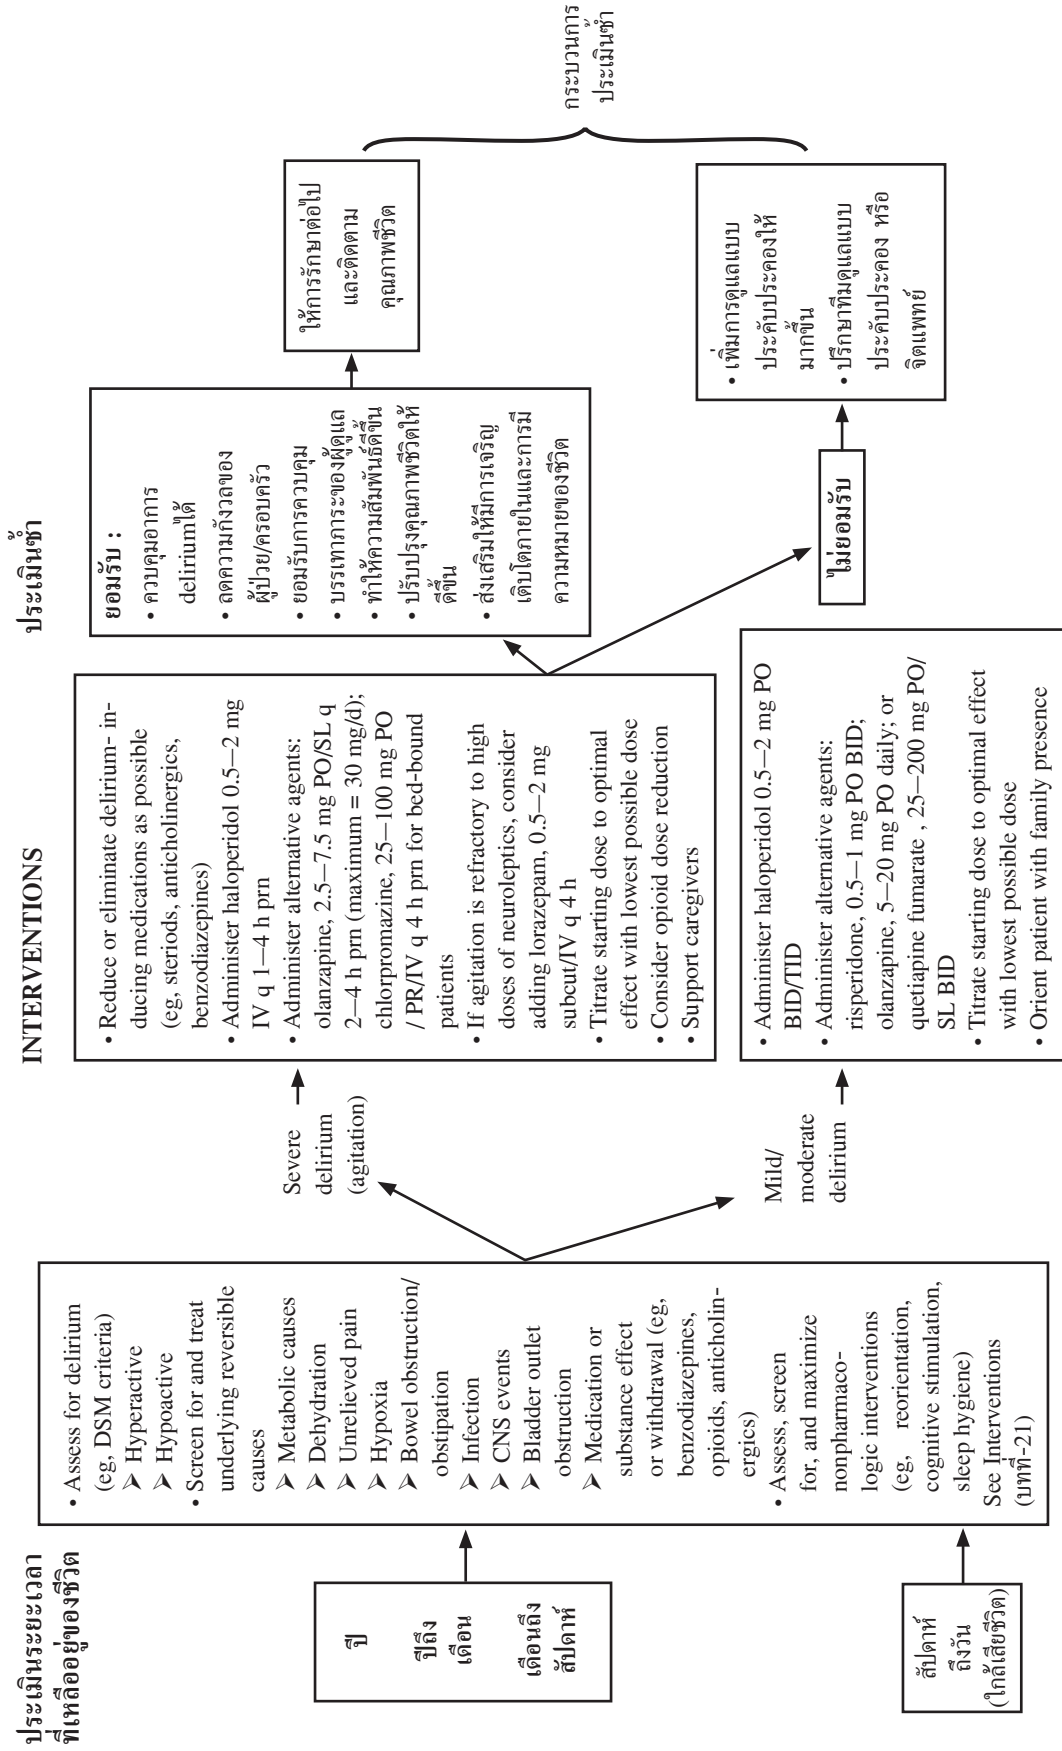 ประเมินระยะเวลา
ที่เหลืออยู่ของชีวิต
ปี
ปีถึง
เดือน
เดือนถึง
สัปดาห์
สัปดาห์
ถึงวัน
(ใกล้เสียชีวิต)
• Assess for delirium
(eg, DSM criteria)
➤ Hyperactive
➤ Hypoactive
• Screen for and treat
underlying reversible
causes
➤ Metabolic causes
➤ Dehydration
➤ Unrelieved pain
➤ Hypoxia
➤ Bowel obstruction/
obstipation
➤ Infection
➤ CNS events
➤ Bladder outlet
obstruction
➤ Medication or
substance effect
or withdrawal (eg,
benzodiazepines,
opioids, anticholin-
ergics)
• Assess, screen
for, and maximize
nonpharmaco-
logic interventions
(eg, reorientation,
cognitive stimulation,
sleep hygiene)
See Interventions
(บทที่-21)
Severe
delirium
(agitation)
Mild/
moderate
delirium
INTERVENTIONS
• Reduce or eliminate delirium- in-
ducing medications as possible
(eg, steriods, anticholinergics,
benzodiazepines)
• Administer haloperidol 0.5–2 mg
IV q 1–4 h prn
• Administer alternative agents:
olanzapine, 2.5–7.5 mg PO/SL q
2–4 h prn (maximum = 30 mg/d);
chlorpromazine, 25–100 mg PO
/ PR/IV q 4 h prn for bed-bound
patients
• If agitation is refractory to high
doses of neuroleptics, consider
adding lorazepam, 0.5–2 mg
subcut/IV q 4 h
• Titrate starting dose to optimal
effect with lowest possible dose
• Consider opioid dose reduction
• Support caregivers
• Administer haloperidol 0.5–2 mg PO
BID/TID
• Administer alternative agents:
risperidone, 0.5–1 mg PO BID;
olanzapine, 5–20 mg PO daily; or
quetiapine fumarate , 25–200 mg PO/
SL BID
• Titrate starting dose to optimal effect
with lowest possible dose
• Orient patient with family presence
ประเมินซ้ำ
ยอมรับ :
• ควบคุมอาการ
deliriumได้
• ลดความกังวลของ
ผู้ป่วย/ครอบครัว
• ยอมรับการควบคุม
• บรรเทาภาระของผู้ดูแล
• ทำให้ความสัมพันธ์ดีขึ้น
• ปรับปรุงคุณภาพชีวิตให้
ดีขึ้น
• ส่งเสริมให้มีการเจริญ
เติบโตภายในและการมี
ความหมายของชีวิต
ไม่ยอมรับ
ให้การรักษาต่อไป
และติดตาม
คุณภาพชีวิต
• เพิ่มการดูแลแบบ
ประคับประคองให้
มากขึ้น
• ปรึกษาทีมดูแลแบบ
ประคับประคอง หรือ
จิตแพทย์
กระบวนการ
ประเมินซ้ำ